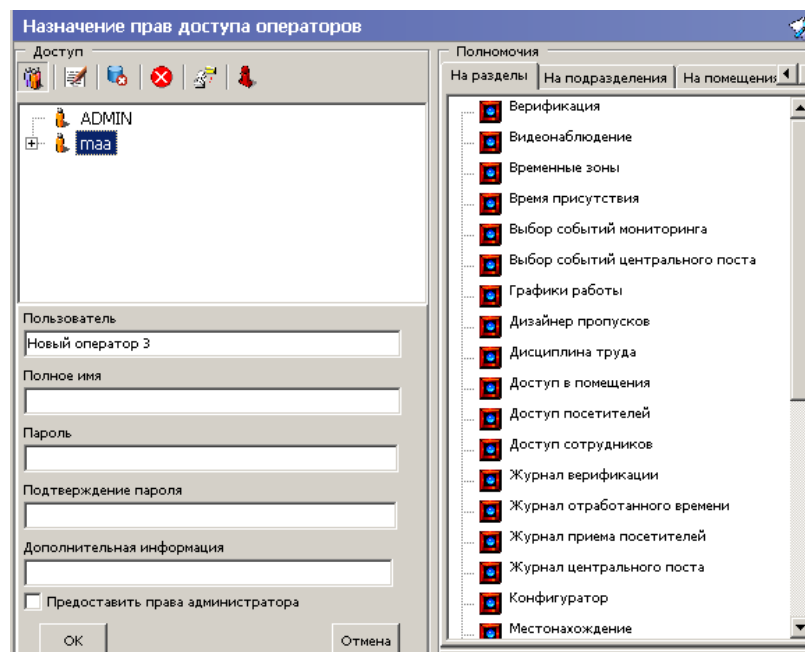 Назначение прав доступа операторов
Доступ
ADMIN
maa
Пользователь
Новый оператор 3
Полное имя
Пароль
Подтверждение пароля
Дополнительная информация
Предоставить права администратора
OK
Отмена
Полномочия
На разделы
На подразделения
На помещения
Верификация
Видеонаблюдение
Временные зоны
Время присутствия
Выбор событий мониторинга
Выбор событий центрального поста
Графики работы
Дизайнер пропусков
Дисциплина труда
Доступ в помещения
Доступ посетителей
Доступ сотрудников
Журнал верификации
Журнал отработанного времени
Журнал приема посетителей
Журнал центрального поста
Конфигуратор
Местонахождение